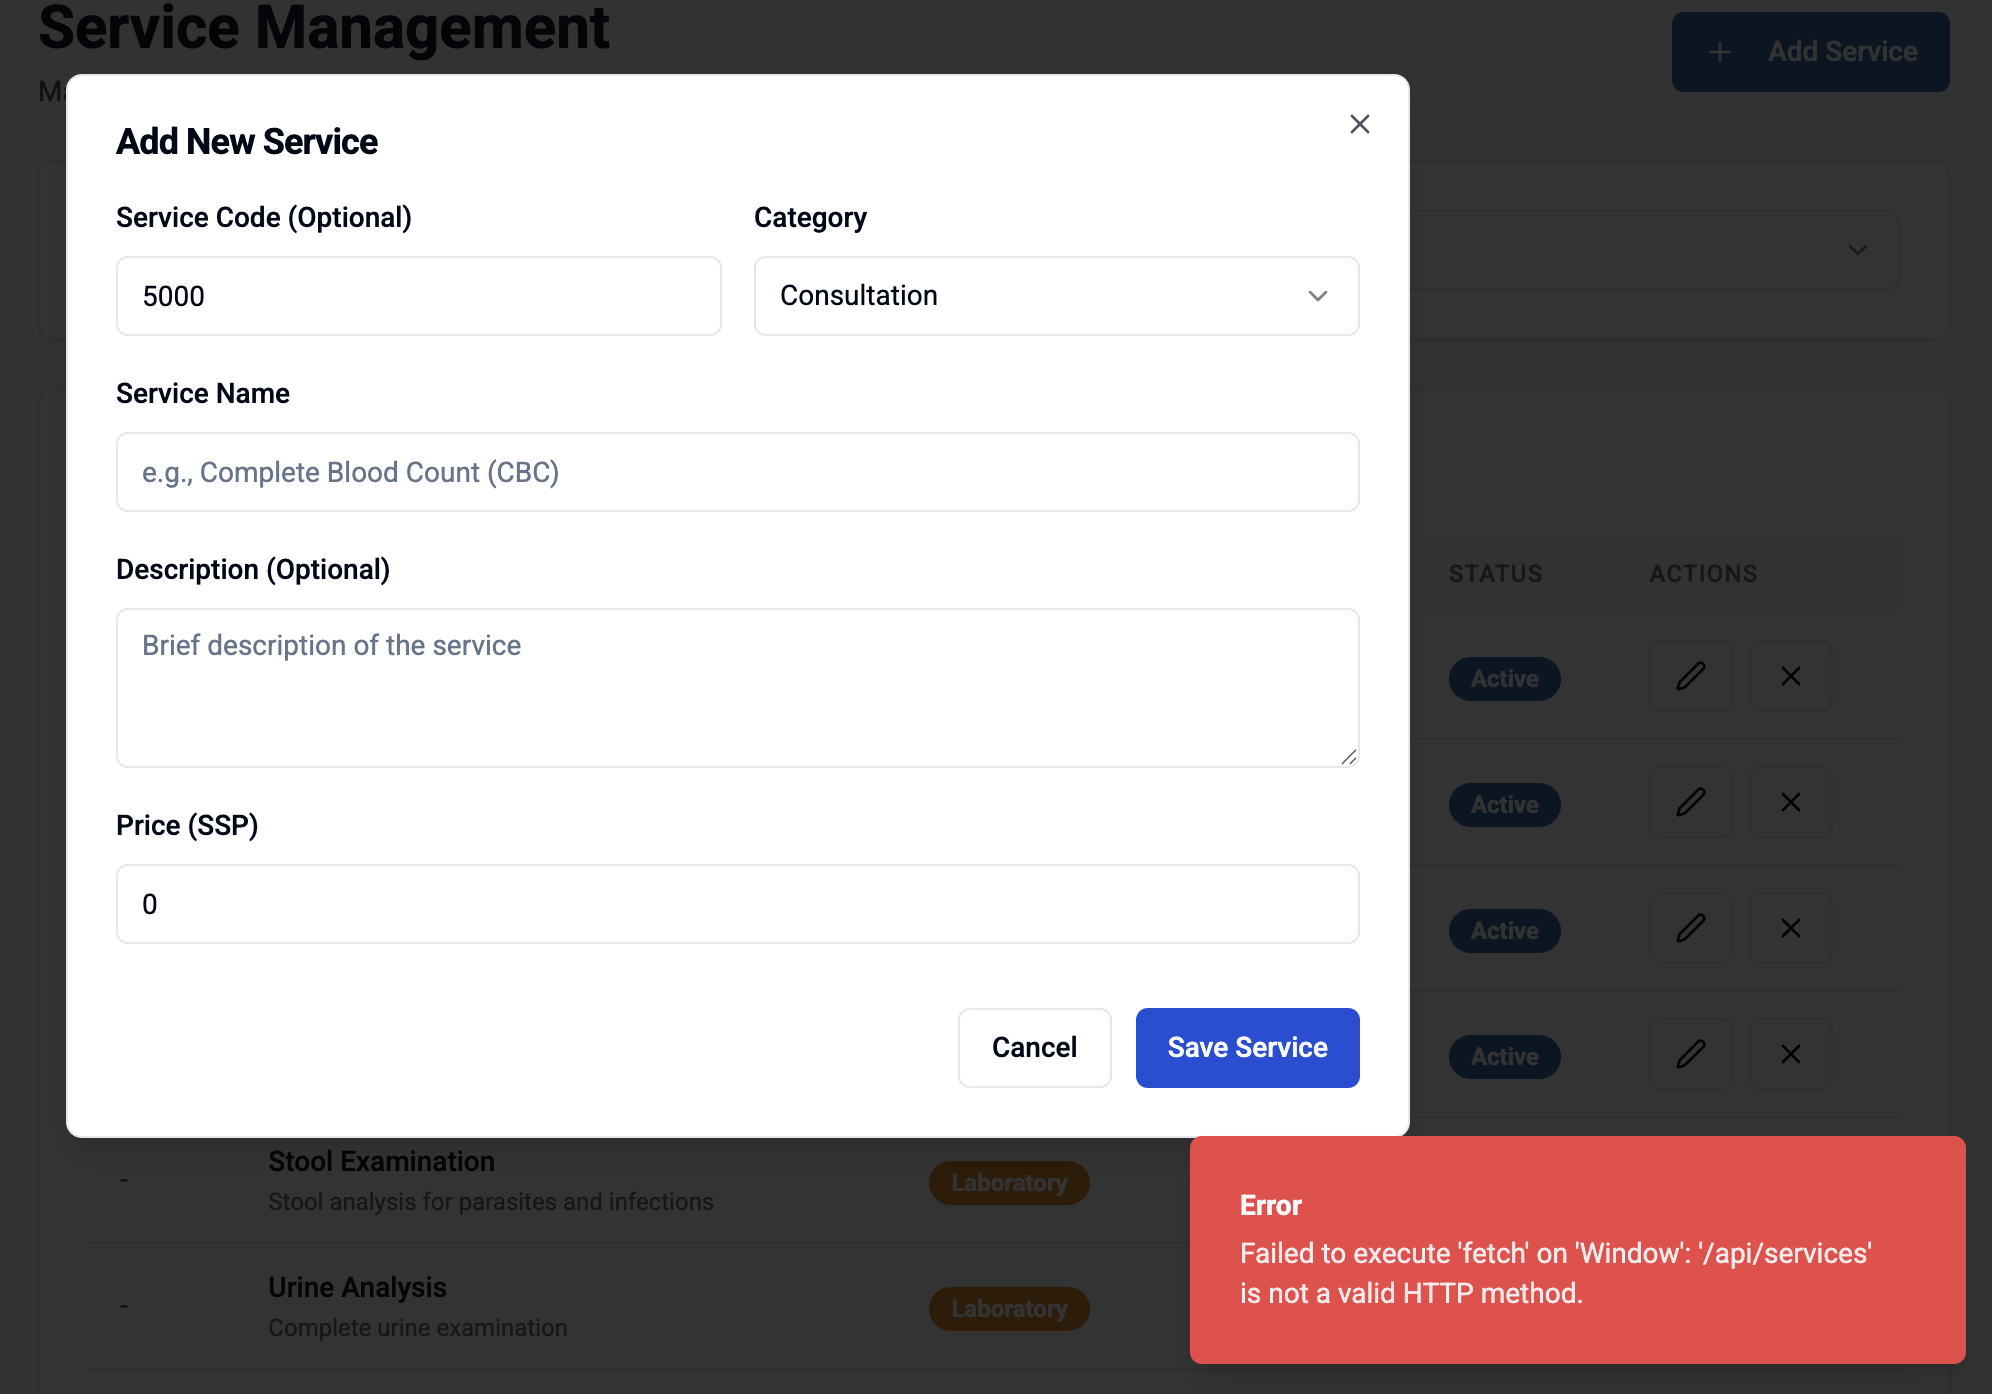 Service Management
+ Add Service
Add New Service
Service Code (Optional)
Category
5000
Consultation
Service Name
e.g., Complete Blood Count (CBC)
Description (Optional)
Brief description of the service
Price (SSP)
0
Cancel
Save Service
STATUS
ACTIONS
Active
Active
Active
Active
-
Stool Examination
Stool analysis for parasites and infections
Laboratory
-
Urine Analysis
Complete urine examination
Laboratory
Error
Failed to execute 'fetch' on 'Window': '/api/services'
is not a valid HTTP method.